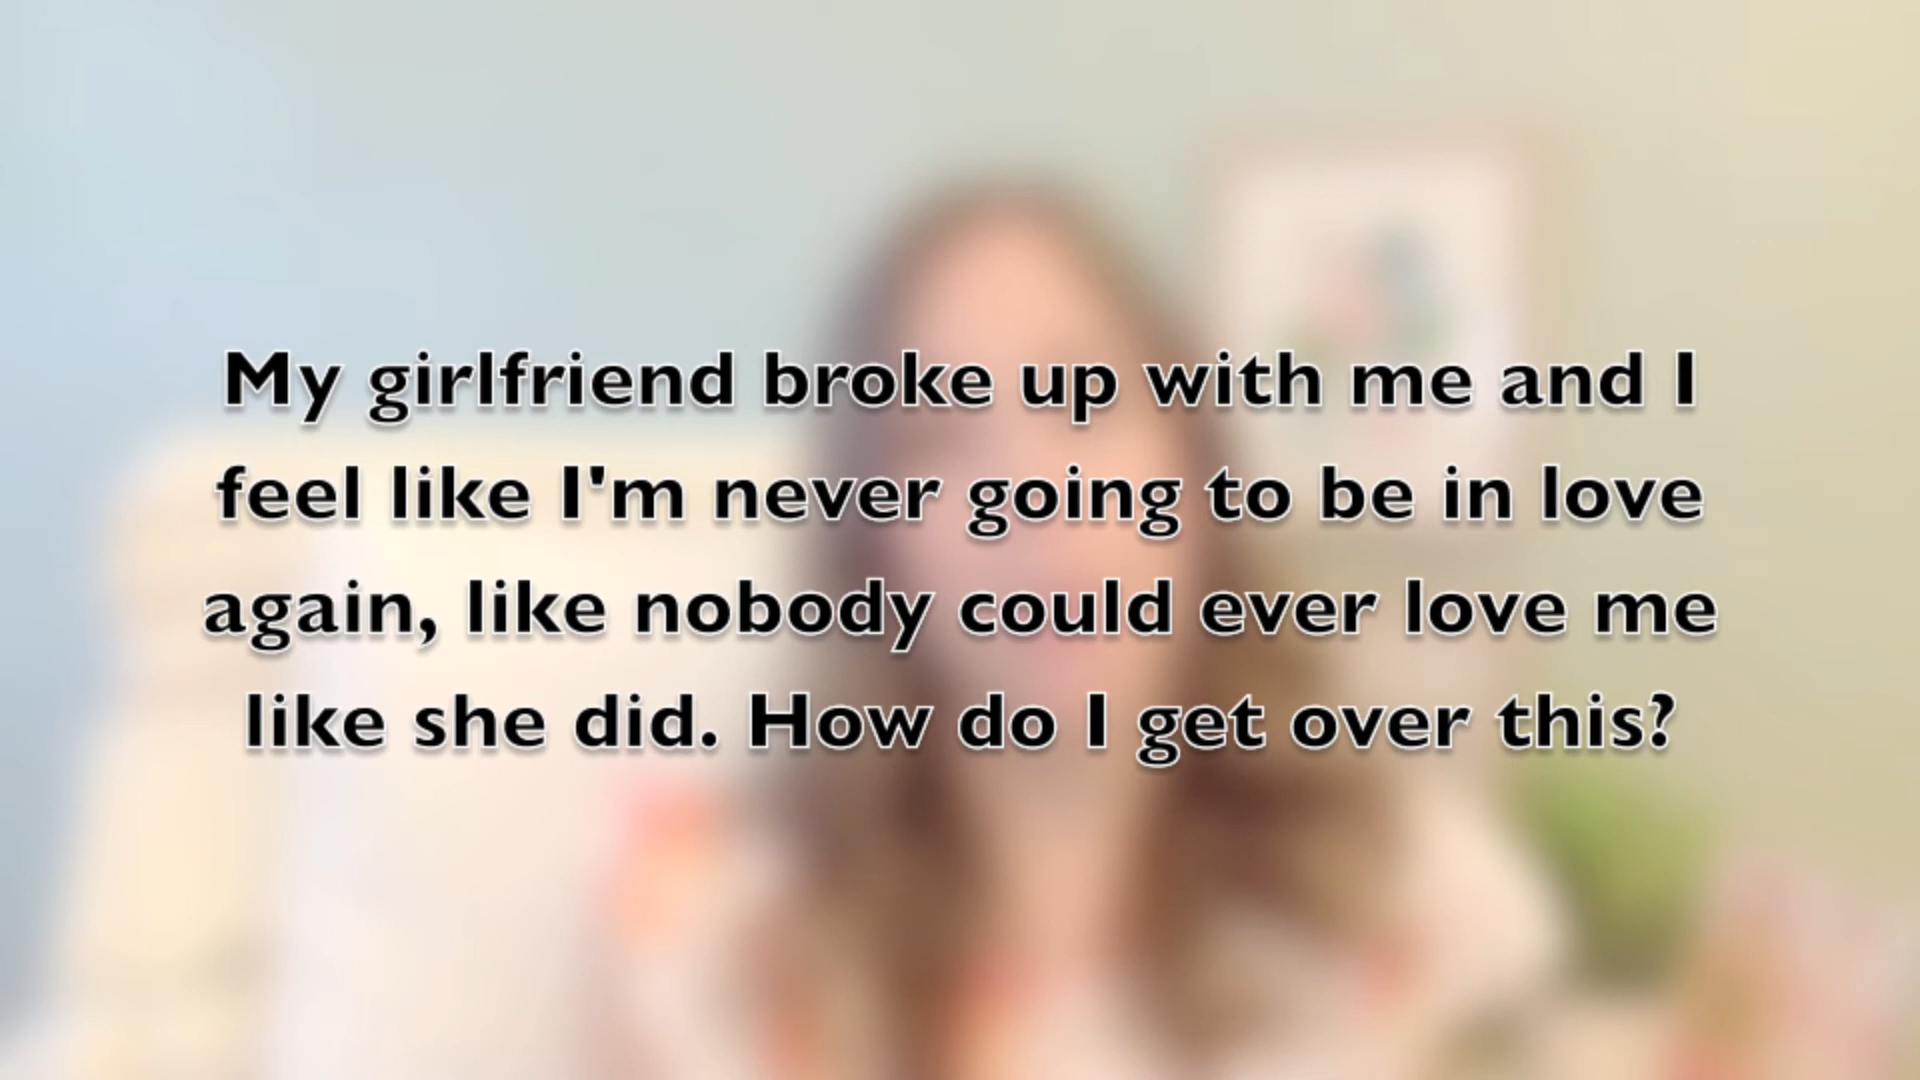 My girlfriend broke up with me and I
feel like I'm never going to be in love
again, like nobody could ever love me
like she did. How do I get over this?